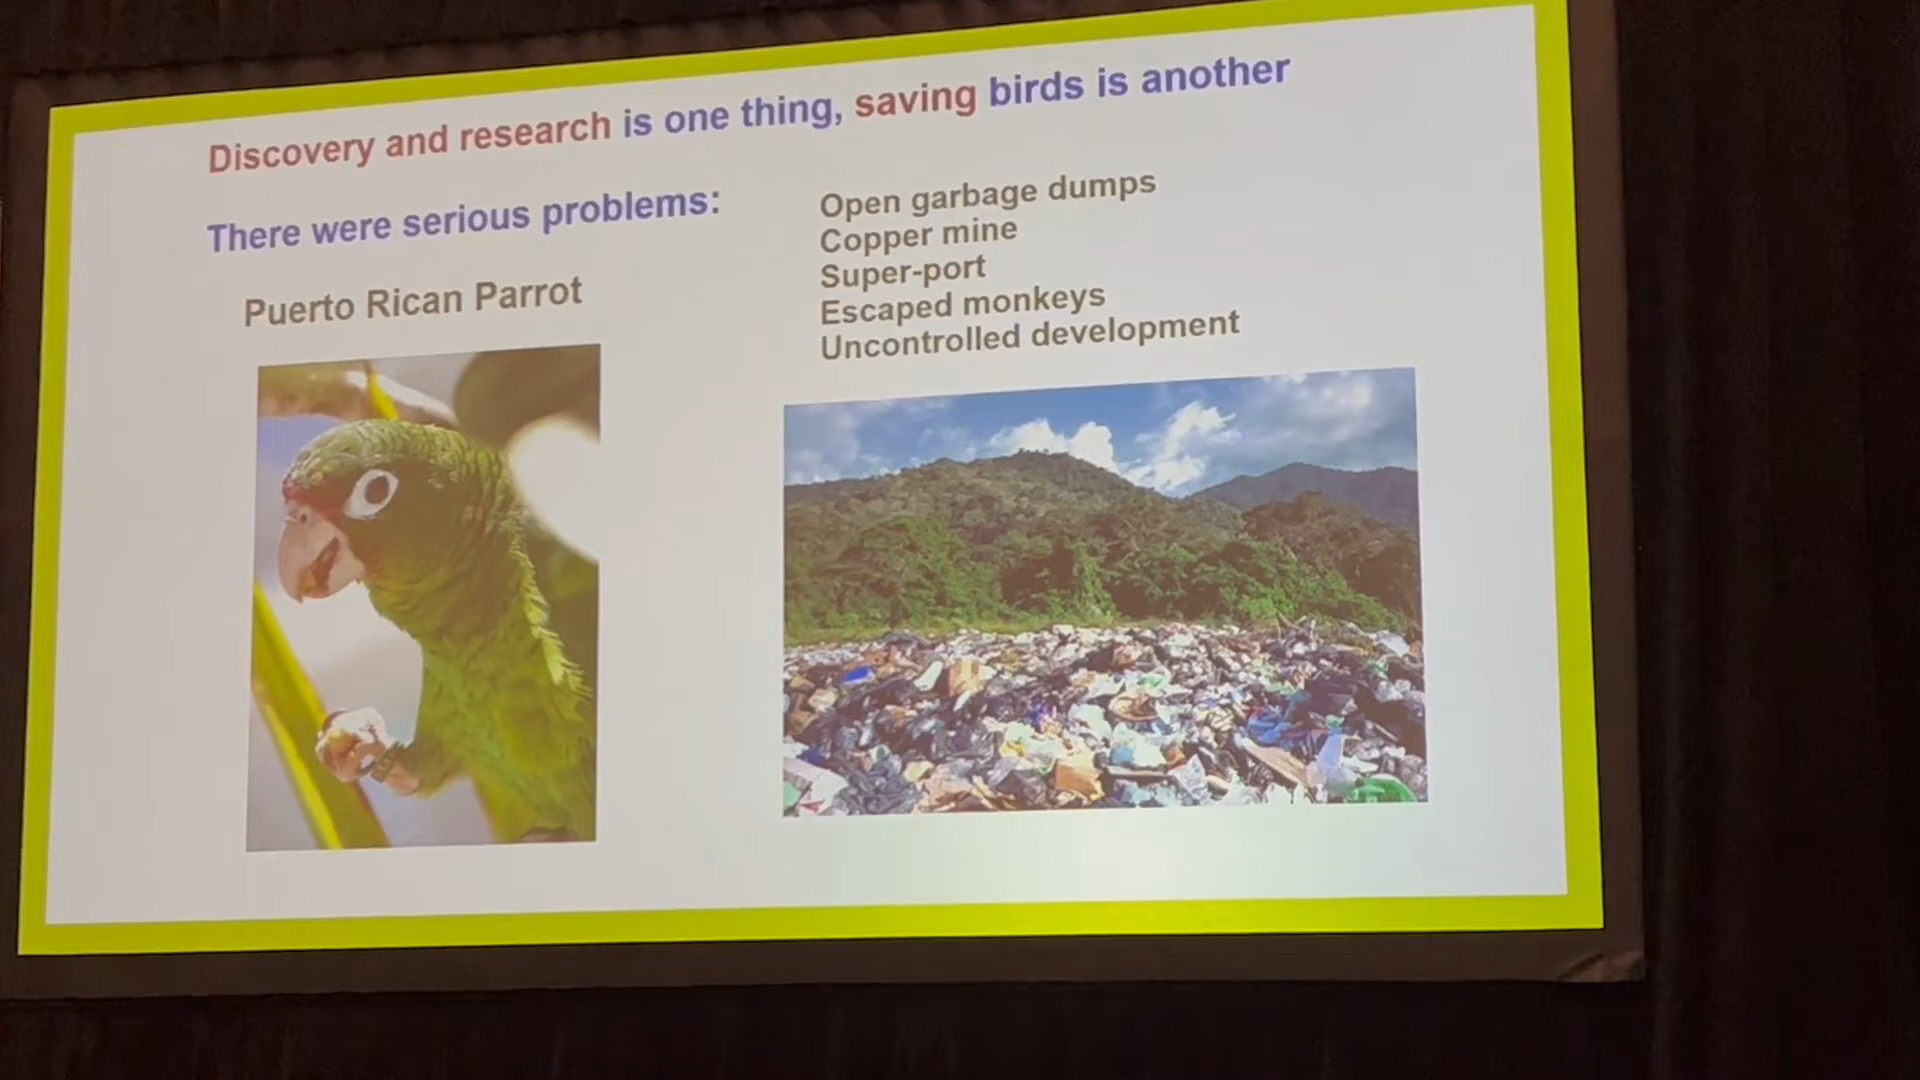 Discovery and research is one thing, saving birds is another
There were serious problems:
Puerto Rican Parrot
Open garbage dumps
Copper mine
Super-port
Escaped monkeys
Uncontrolled development